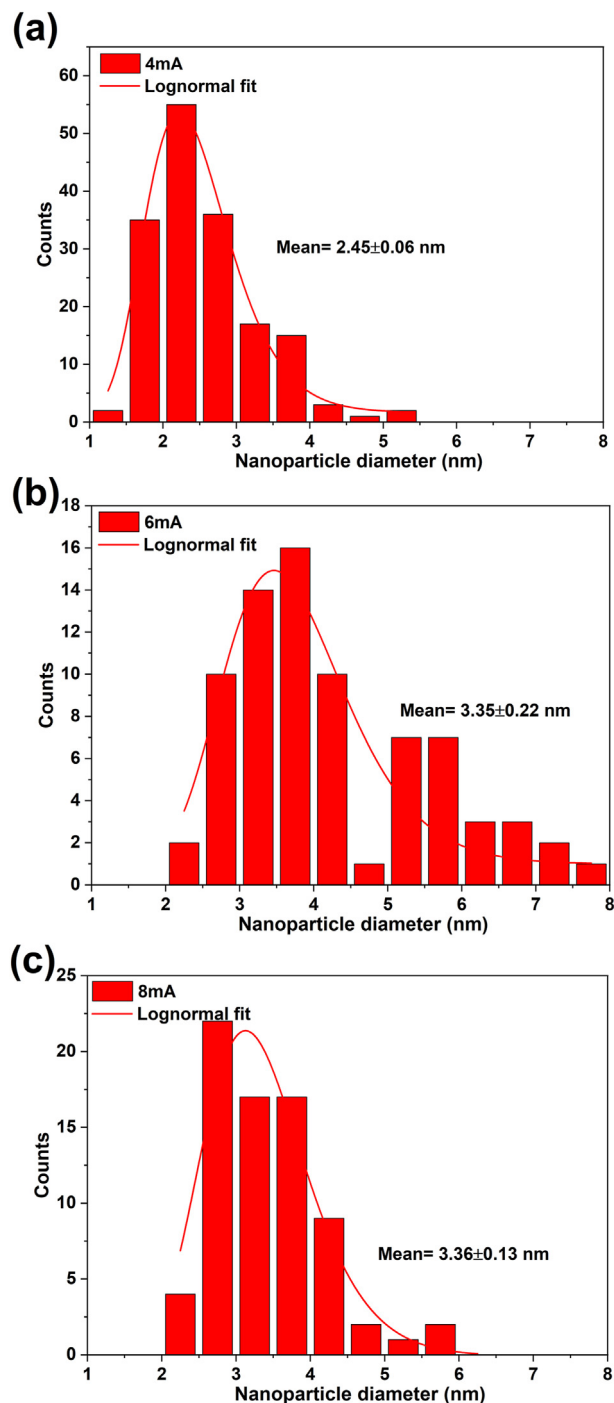 (a)
4mA
Lognormal fit
60
50
40
30
20
10
0
Counts
Mean= 2.45±0.06 nm
1 2 3 4 5 6 7 8
Nanoparticle diameter (nm)
(b)
6mA
Lognormal fit
18
16
14
12
10
8
6
4
2
0
Counts
Mean= 3.35±0.22 nm
1 2 3 4 5 6 7 8
Nanoparticle diameter (nm)
(c)
8mA
Lognormal fit
25
20
15
10
5
0
Counts
Mean= 3.36±0.13 nm
1 2 3 4 5 6 7 8
Nanoparticle diameter (nm)